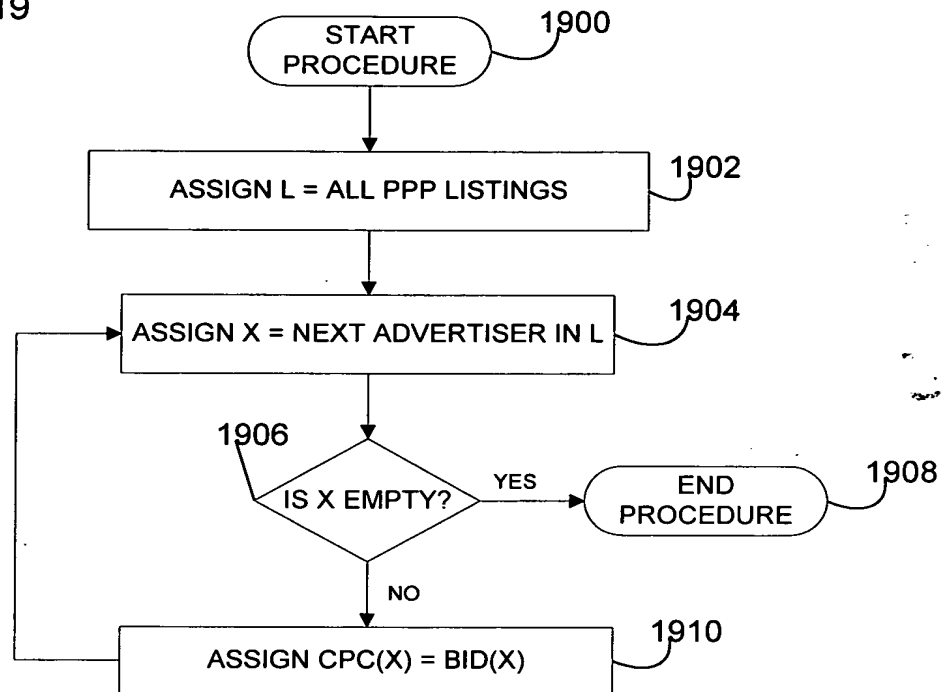 19
START
PROCEDURE
1900
ASSIGN L = ALL PPP LISTINGS
1902
ASSIGN X = NEXT ADVERTISER IN L
1904
1906
IS X EMPTY?
YES
END
PROCEDURE
1908
NO
ASSIGN CPC(X) = BID(X)
1910